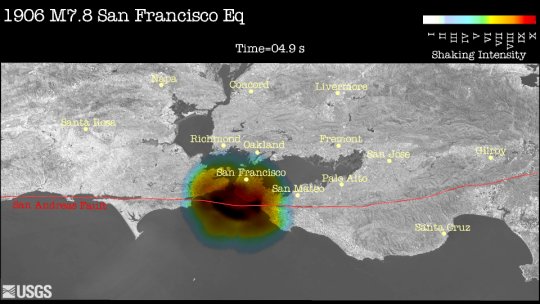 1906 M7.8 San Francisco Eq
Time=04.9 s
I II III IV V VI VII VIII IX X
Shaking Intensity
Napa
Concord
Livermore
Santa Rosa
Richmond
Oakland
Fremont
San Jose
Gilroy
San Francisco
Palo Alto
San Mateo
San Andreas Fault
Santa Cruz
USGS